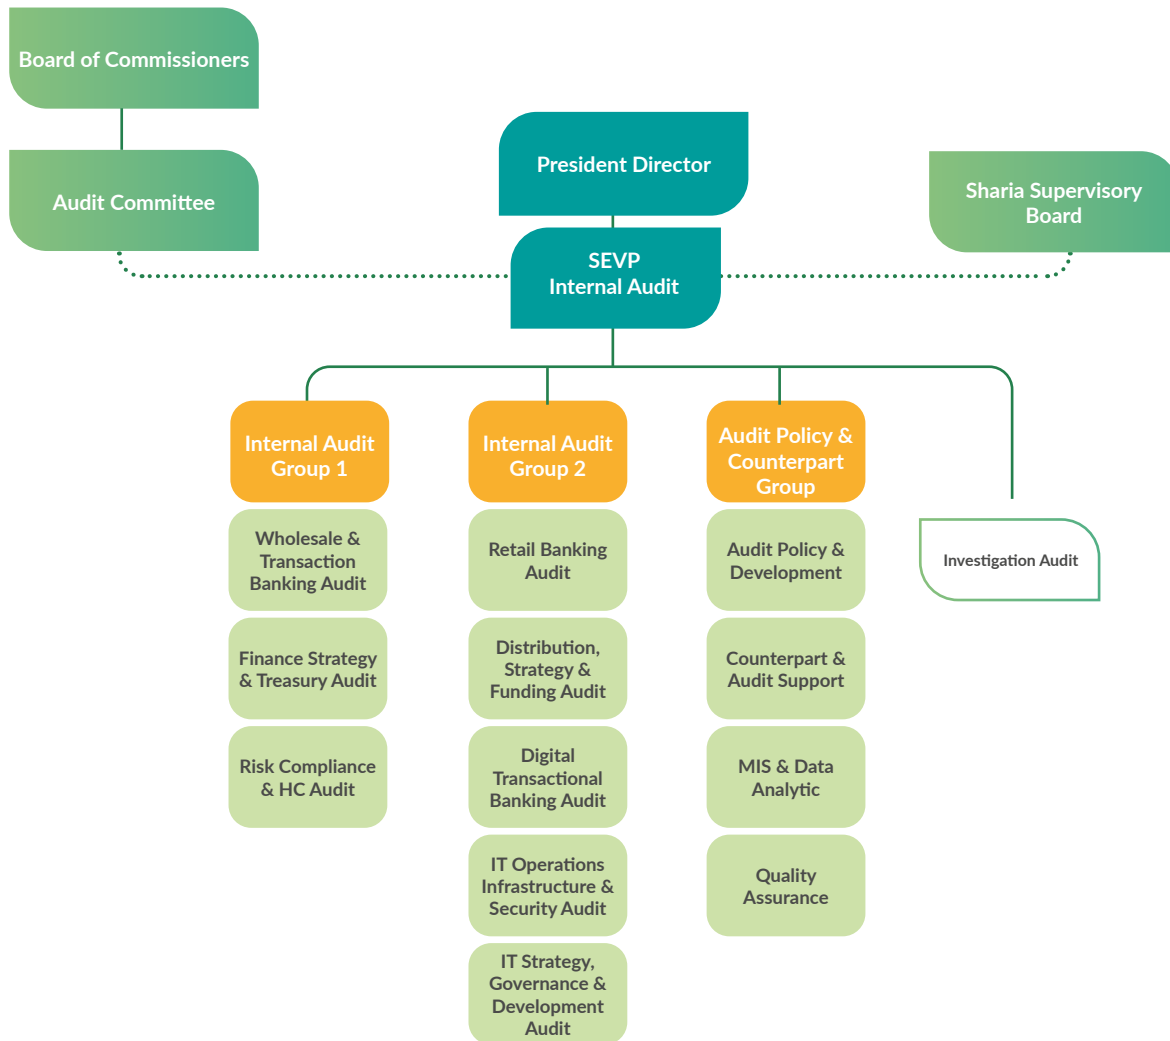 Board of Commissioners
Audit Committee
President Director
Sharia Supervisory
Board
SEVP
Internal Audit
Internal Audit
Group 1
Wholesale &
Transaction
Banking Audit
Finance Strategy
& Treasury Audit
Risk Compliance
& HC Audit
Internal Audit
Group 2
Retail Banking
Audit
Distribution,
Strategy &
Funding Audit
Digital
Transactional
Banking Audit
IT Operations
Infrastructure &
Security Audit
IT Strategy,
Governance &
Development
Audit
Audit Policy &
Counterpart
Group
Audit Policy &
Development
Counterpart &
Audit Support
MIS & Data
Analytic
Quality
Assurance
Investigation Audit